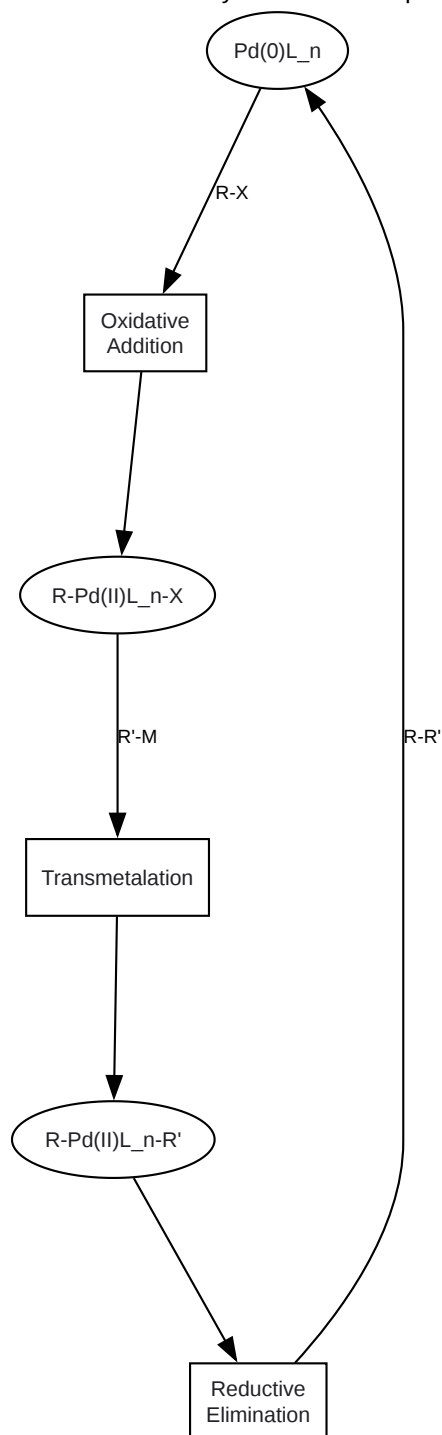 Pd(0)L_n
R-X
Oxidative
Addition
R-Pd(II)L_n-X
R'-M
R-R'
Transmetalation
R-Pd(II)L_n-R'
Reductive
Elimination